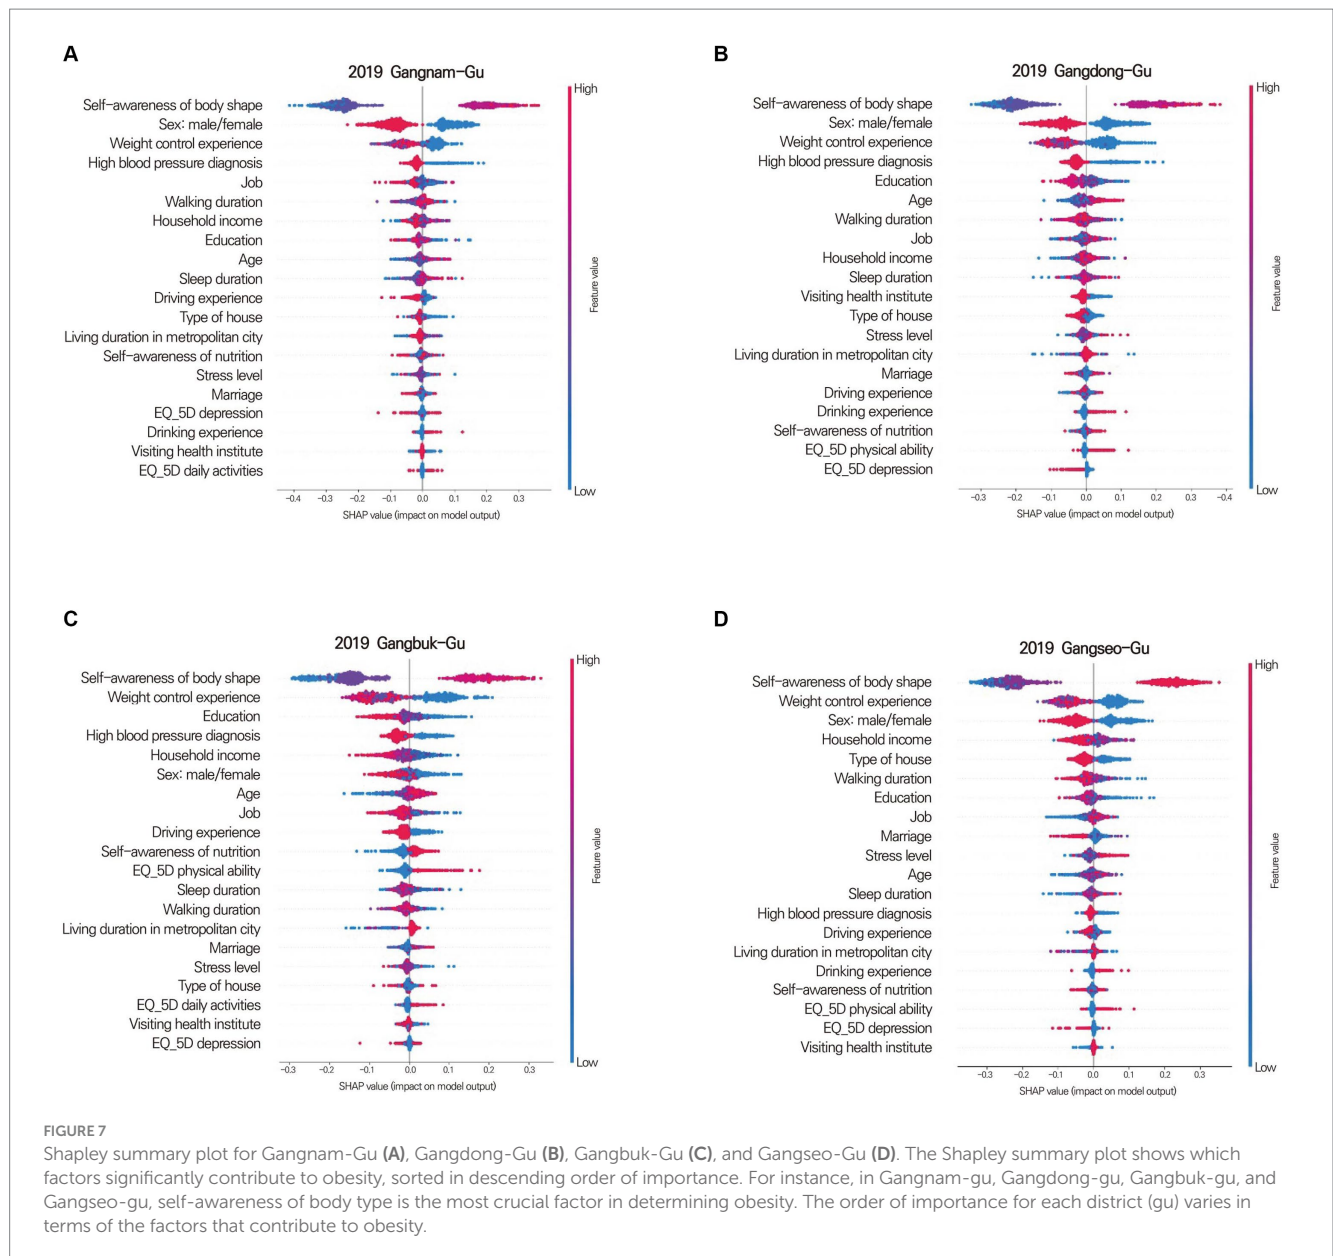 A
2019 Gangnam-Gu
High
Self-awareness of body shape
Sex: male/female
Weight control experience
High blood pressure diagnosis
Job
Walking duration
Household income
Education
Age
Sleep duration
Driving experience
Type of house
Living duration in metropolitan city
Self-awareness of nutrition
Stress level
Marriage
EQ_5D depression
Drinking experience
Visiting health institute
EQ_5D daily activities
Feature value
Low
−0.4 −0.3 −0.2 −0.1 0.0 0.1 0.2 0.3
SHAP value (impact on model output)
B
2019 Gangdong-Gu
High
Self-awareness of body shape
Sex: male/female
Weight control experience
High blood pressure diagnosis
Education
Age
Walking duration
Job
Household income
Sleep duration
Visiting health institute
Type of house
Stress level
Living duration in metropolitan city
Marriage
Driving experience
Drinking experience
Self-awareness of nutrition
EQ_5D physical ability
EQ_5D depression
Feature value
Low
−0.3 −0.2 −0.1 0.0 0.1 0.2 −0.3 −0.4
SHAP value (impact on model output)
C
2019 Gangbuk-Gu
High
Self-awareness of body shape
Weight control experience
Education
High blood pressure diagnosis
Household income
Sex: male/female
Age
Job
Driving experience
Self-awareness of nutrition
EQ_5D physical ability
Sleep duration
Walking duration
Living duration in metropolitan city
Marriage
Stress level
Type of house
EQ_5D daily activities
Visiting health institute
EQ_5D depression
Feature value
Low
−0.3 −0.2 −0.1 0.0 0.1 0.2 0.3
SHAP value (impact on model output)
D
2019 Gangseo-Gu
High
Self-awareness of body shape
Weight control experience
Sex: male/female
Household income
Type of house
Walking duration
Education
Job
Marriage
Stress level
Age
Sleep duration
High blood pressure diagnosis
Driving experience
Living duration in metropolitan city
Drinking experience
Self-awareness of nutrition
EQ_5D physical ability
EQ_5D depression
Visiting health institute
Feature value
Low
−0.3 −0.2 −0.1 0.0 0.1 0.2 0.3
SHAP value (impact on model output)
FIGURE 7
Shapley summary plot for Gangnam-Gu (A), Gangdong-Gu (B), Gangbuk-Gu (C), and Gangseo-Gu (D). The Shapley summary plot shows which
factors significantly contribute to obesity, sorted in descending order of importance. For instance, in Gangnam-gu, Gangdong-gu, Gangbuk-gu, and
Gangseo-gu, self-awareness of body type is the most crucial factor in determining obesity. The order of importance for each district (gu) varies in
terms of the factors that contribute to obesity.